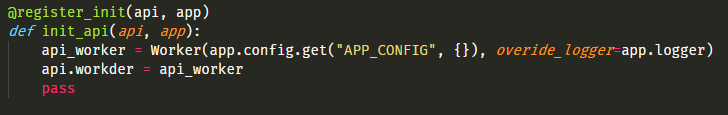 @register_init(api, app)
def init_api(api, app):
    api_worker = Worker(app.config.get("APP_CONFIG", {}), overide_logger=app.logger)
    api.workder = api_worker
    pass